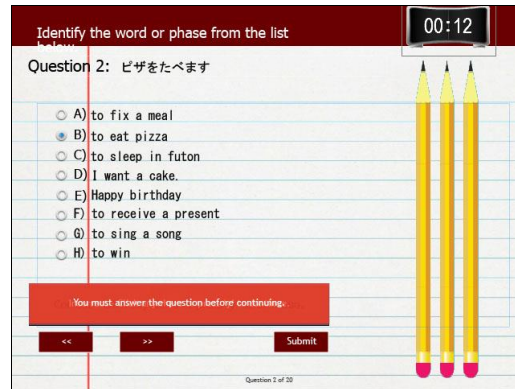 Identify the word or phase from the list
below
00:12
Question 2: ピザをたべます
A) to fix a meal
B) to eat pizza
C) to sleep in futon
D) I want a cake.
E) Happy birthday
F) to receive a present
G) to sing a song
H) to win
You must answer the question before continuing.
<<
>>
Submit
Question 2 of 20